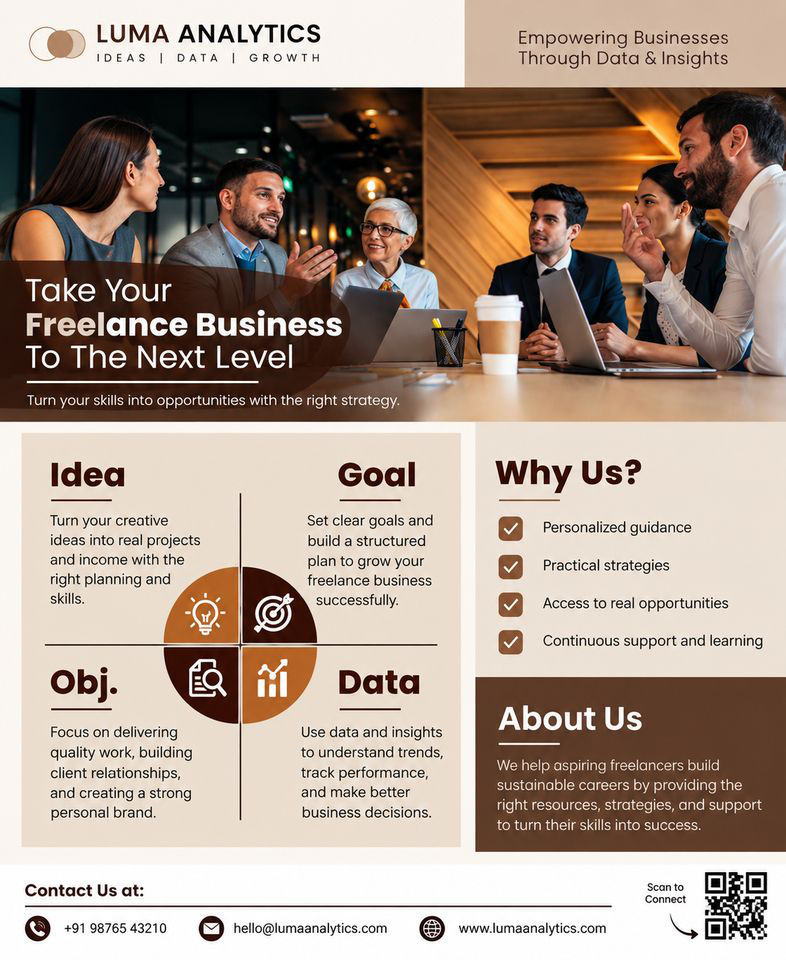 LUMA ANALYTICS
IDEAS | DATA | GROWTH
Empowering Businesses
Through Data & Insights
Take Your
Freelance Business
To The Next Level
Turn your skills into opportunities with the right strategy.
Idea
Turn your creative
ideas into real projects
and income with the
right planning and
skills.
Goal
Set clear goals and
build a structured
plan to grow your
freelance business
successfully.
Obj.
Focus on delivering
quality work, building
client relationships,
and creating a strong
personal brand.
Data
Use data and insights
to understand trends,
track performance,
and make better
business decisions.
Why Us?
Personalized guidance
Practical strategies
Access to real opportunities
Continuous support and learning
About Us
We help aspiring freelancers build
sustainable careers by providing the
right resources, strategies, and support
to turn their skills into success.
Contact Us at:
+91 98765 43210
hello@lumaanalytics.com
www.lumaanalytics.com
Scan to
Connect